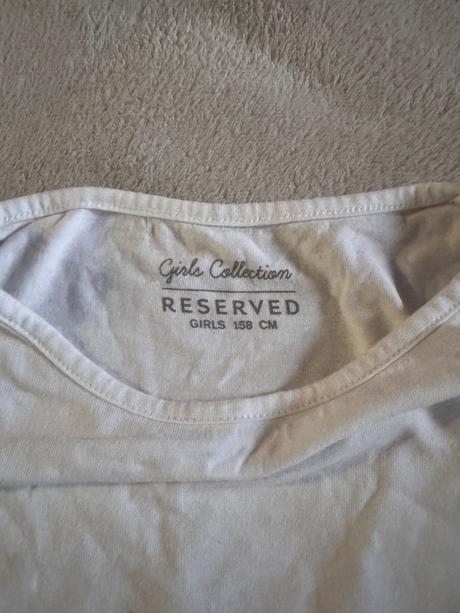 Girls Collection
RESERVED
GIRLS 158 CM